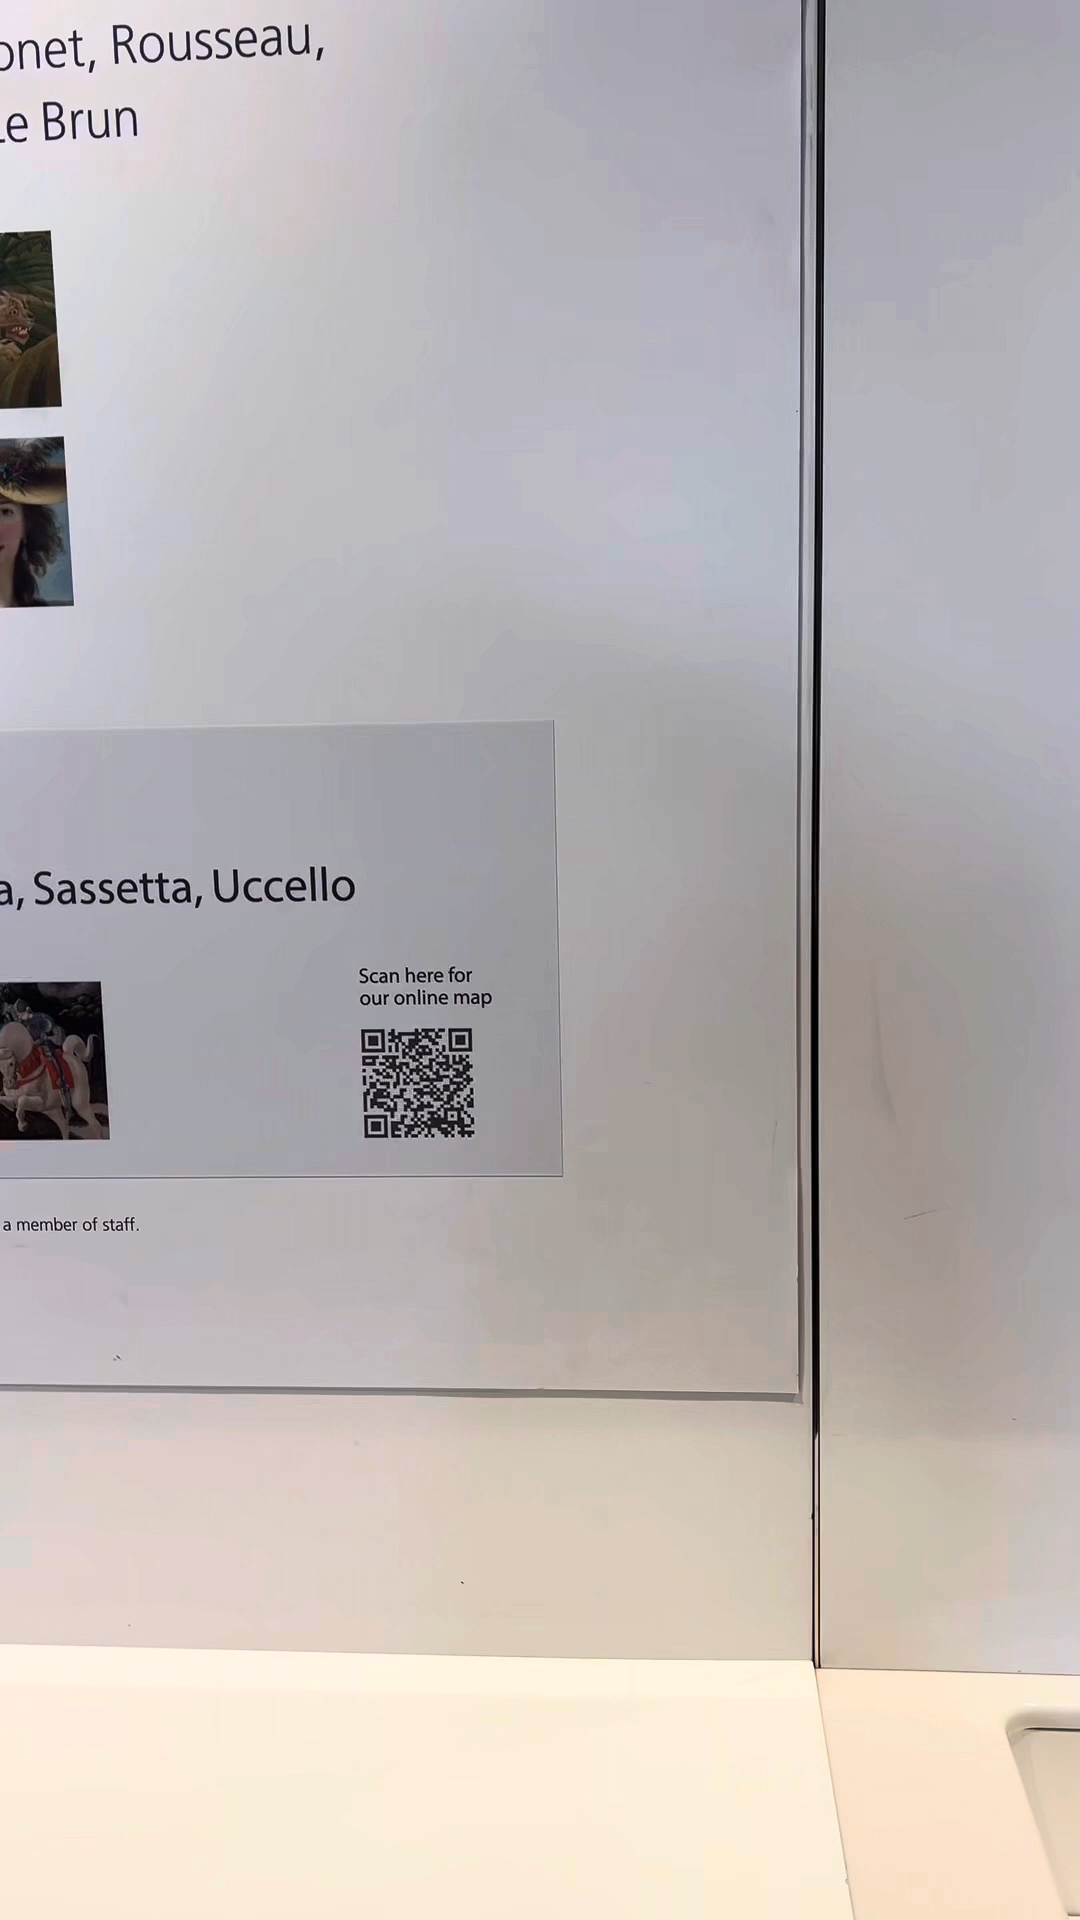 onet, Rousseau,
Le Brun
a, Sassetta, Uccello
Scan here for
our online map
a member of staff.